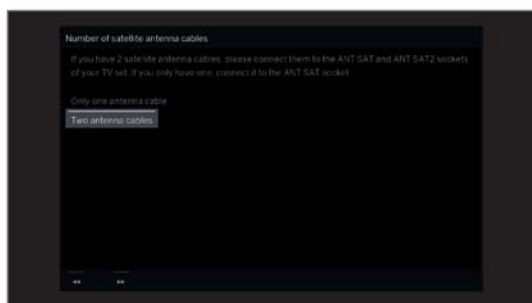 Number of satellite antenna cables
If you have 2 satellite antenna cables, please connect them to the ANT SAT and ANT SAT2 sockets
of your TV set. If you only have one, connect it to the ANT SAT socket.
Only one antenna cable
Two antenna cables